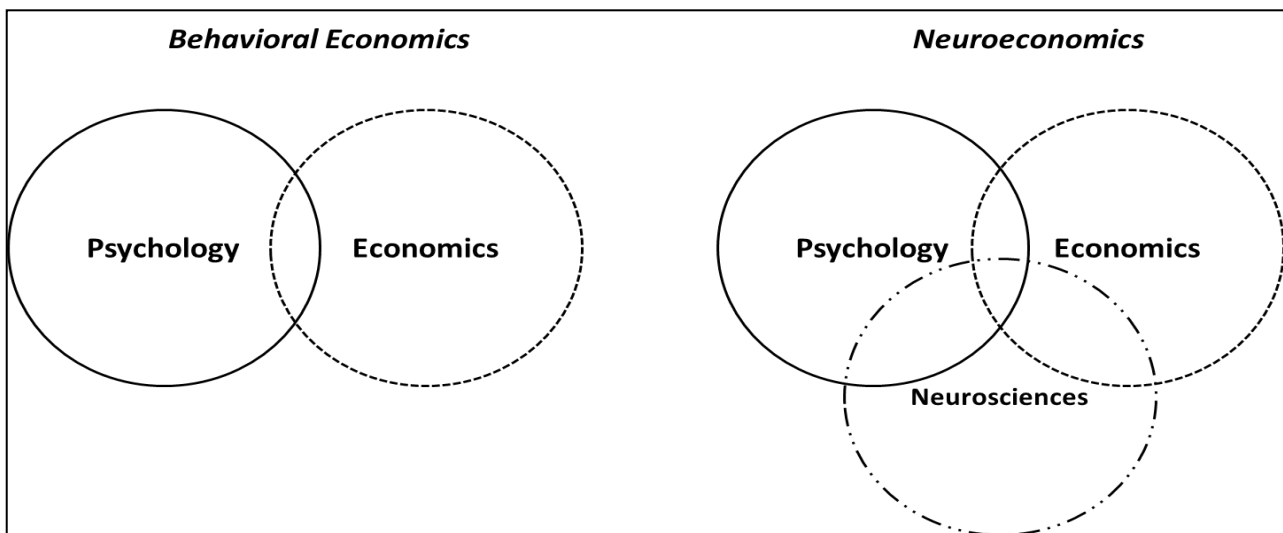 Behavioral Economics
Psychology
Economics
Neuroeconomics
Psychology
Economics
Neurosciences